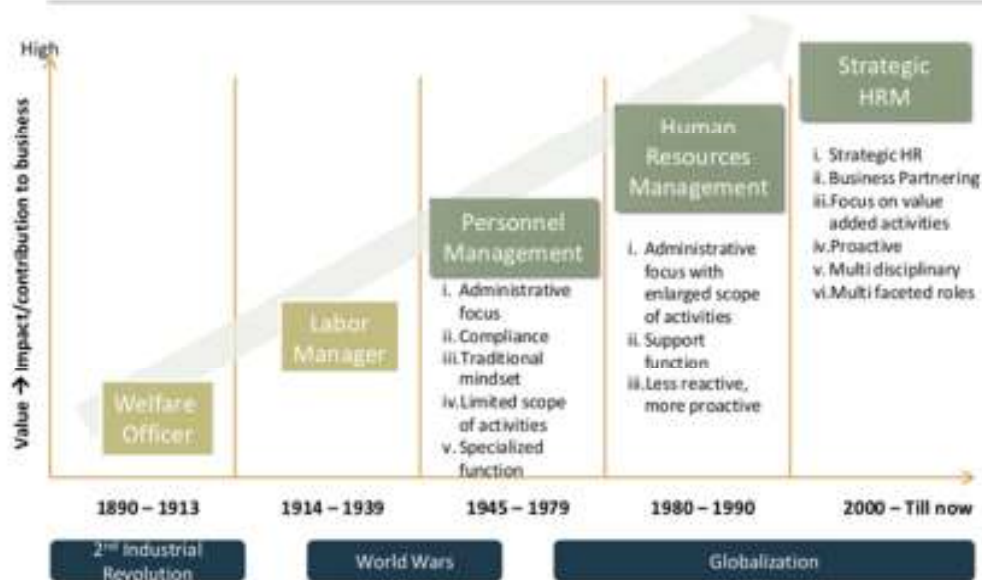 High
Value → Impact/contribution to business
Welfare
Officer
Labor
Manager
Personnel
Management
i. Administrative
focus
ii. Compliance
iii. Traditional
mindset
iv. Limited scope
of activities
v. Specialized
function
Human
Resources
Management
i. Administrative
focus with
enlarged scope
of activities
ii. Support
function
iii. Less reactive,
more proactive
Strategic
HRM
i. Strategic HR
ii. Business Partnering
iii. Focus on value
added activities
iv. Proactive
v. Multi disciplinary
vi. Multi faceted roles
1890 – 1913
1914 – 1939
1945 – 1979
1980 – 1990
2000 – Till now
2nd Industrial
Revolution
World Wars
Globalization